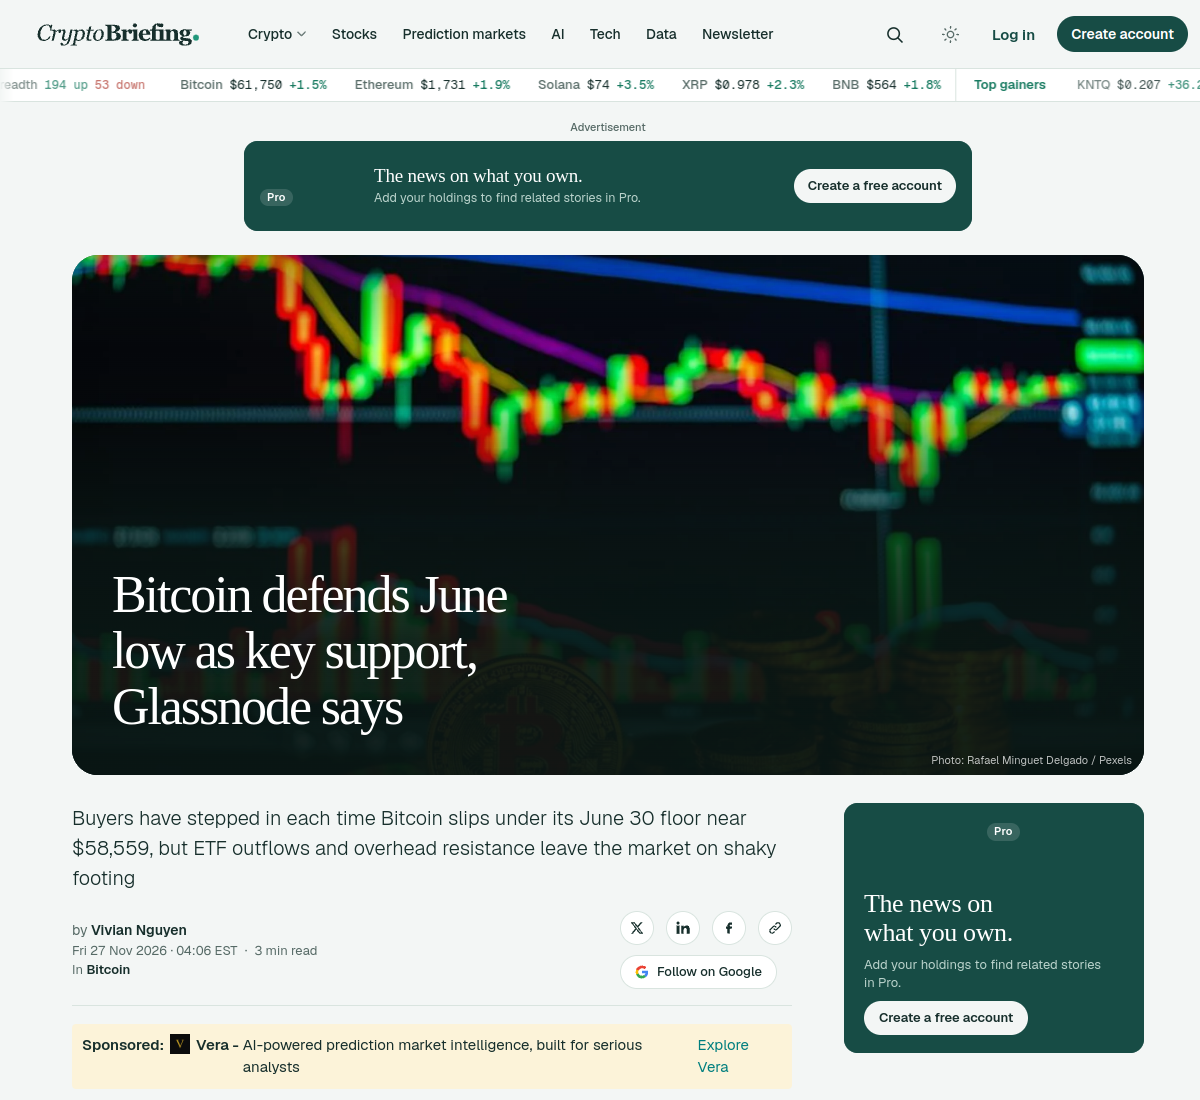 CryptoBriefing.
Crypto Stocks Prediction markets AI Tech Data Newsletter
Log in
Create account
194 up 53 down Bitcoin $61,750 +1.5% Ethereum $1,731 +1.9% Solana $74 +3.5% XRP $0.978 +2.3% BNB $564 +1.8% Top gainers KNTQ $0.207
Advertisement
Pro
The news on what you own.
Add your holdings to find related stories in Pro.
Create a free account
Bitcoin defends June
low as key support,
Glassnode says
Photo: Rafael Minguet Delgado / Pexels
Buyers have stepped in each time Bitcoin slips under its June 30 floor near
$58,559, but ETF outflows and overhead resistance leave the market on shaky
footing
by Vivian Nguyen
Fri 27 Nov 2026 · 04:06 EST · 3 min read
In Bitcoin
Follow on Google
Sponsored: V Vera - AI-powered prediction market intelligence, built for serious
analysts
Explore
Vera
Pro
The news on
what you own.
Add your holdings to find related stories
in Pro.
Create a free account